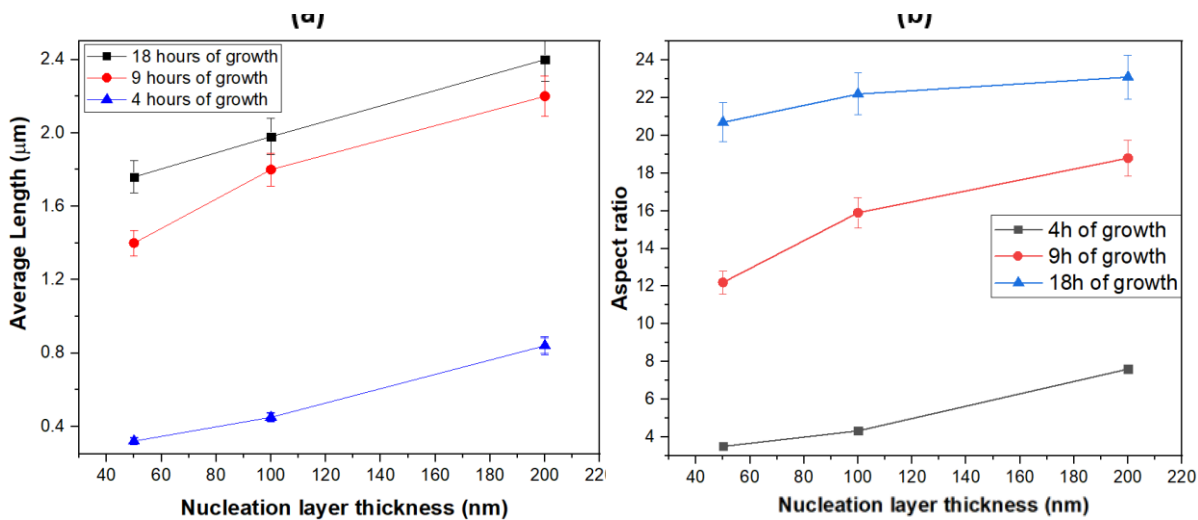 (a)
2.4
2.0
1.6
1.2
0.8
0.4
Average Length (μm)
18 hours of growth
9 hours of growth
4 hours of growth
40 60 80 100 120 140 160 180 200 220
Nucleation layer thickness (nm)
(b)
24
22
20
18
16
14
12
10
8
6
4
Aspect ratio
4h of growth
9h of growth
18h of growth
40 60 80 100 120 140 160 180 200 220
Nucleation layer thickness (nm)